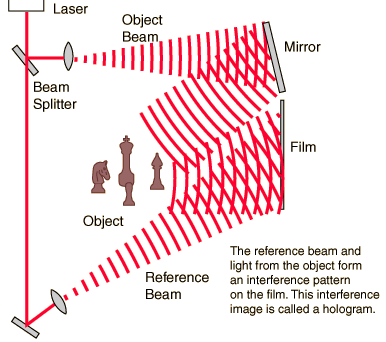 Laser
Object
Beam
Mirror
Beam
Splitter
Film
Object
Reference
Beam
The reference beam and
light from the object form
an interference pattern
on the film. This interference
image is called a hologram.